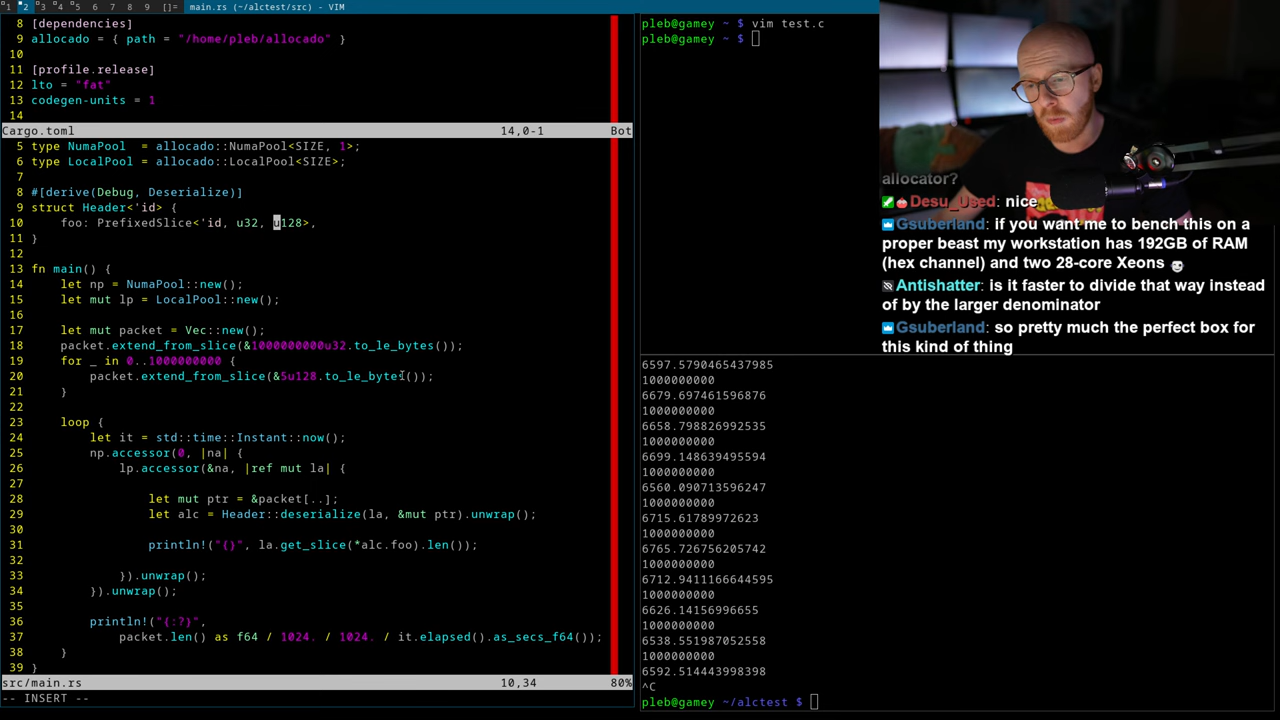 1 2 3 4 5 6 7 8 9 []= main.rs (~/alctest/src) - VIM
8 [dependencies]
9 allocado = { path = "/home/pleb/allocado" }
10
11 [profile.release]
12 lto = "fat"
13 codegen-units = 1
14
Cargo.toml 14,0-1 Bot
5 type NumaPool  = allocado::NumaPool<SIZE, 1>;
6 type LocalPool = allocado::LocalPool<SIZE>;
7
8 #[derive(Debug, Deserialize)]
9 struct Header<'id> {
10     foo: PrefixedSlice<'id, u32, u128>,
11 }
12
13 fn main() {
14     let np = NumaPool::new();
15     let mut lp = LocalPool::new();
16
17     let mut packet = Vec::new();
18     packet.extend_from_slice(&1000000000u32.to_le_bytes());
19     for _ in 0..1000000000 {
20         packet.extend_from_slice(&5u128.to_le_bytes());
21     }
22
23     loop {
24         let it = std::time::Instant::now();
25         np.accessor(0, |na| {
26             lp.accessor(&na, |ref mut la| {
27
28                 let mut ptr = &packet[..];
29                 let alc = Header::deserialize(la, &mut ptr).unwrap();
30
31                 println!("{}", la.get_slice(*alc.foo).len());
32
33             }).unwrap();
34         }).unwrap();
35
36         println!("{:?}",
37             packet.len() as f64 / 1024. / 1024. / it.elapsed().as_secs_f64());
38     }
39 }
src/main.rs 10,34 80%
-- INSERT --
pleb@gamey ~ $ vim test.c
pleb@gamey ~ $
6597.5790465437985
1000000000
6679.697461596876
1000000000
6658.798826992535
1000000000
6699.148639495594
1000000000
6560.090713596247
1000000000
6715.61789972623
1000000000
6765.726756205742
1000000000
6712.9411166644595
1000000000
6626.14156996655
1000000000
6538.551987052558
1000000000
6592.514443998398
^C
pleb@gamey ~/alctest $
allocator?
Desu_Used: nice
Gsuberland: if you want me to bench this on a
proper beast my workstation has 192GB of RAM
(hex channel) and two 28-core Xeons
Antishatter: is it faster to divide that way instead
of by the larger denominator
Gsuberland: so pretty much the perfect box for
this kind of thing